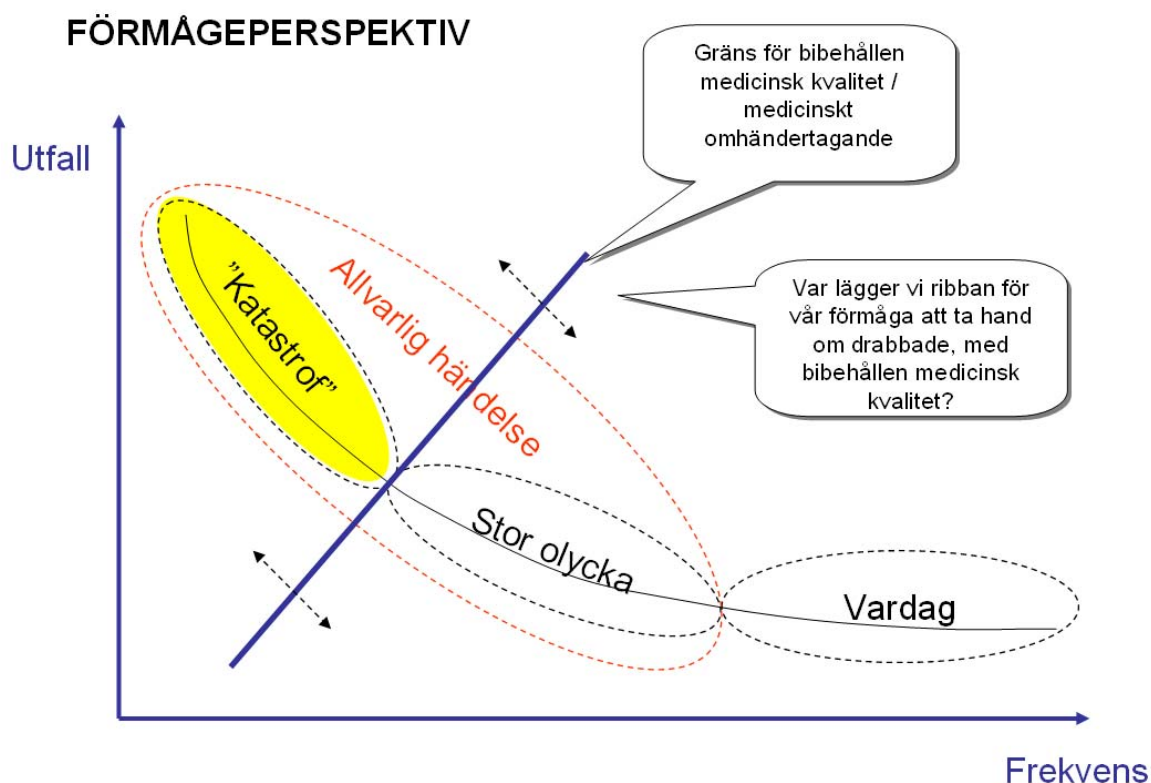 FÖRMÅGEPERSPEKTIV
Gräns för bibehållen
medicinsk kvalitet /
medicinskt
omhändertagande
Utfall
Var lägger vi ribban för
vår förmåga att ta hand
om drabbade, med
bibehållen medicinsk
kvalitet?
”Katastrof”
Allvarlig händelse
Stor olycka
Vardag
Frekvens